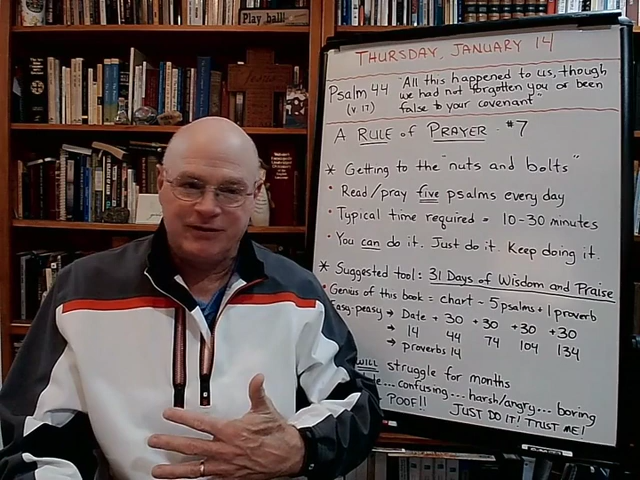 Play ball!
THURSDAY, JANUARY 14
Psalm 44 "All this happened to us, though
(v 17) we had not forgotten you or been
false to your covenant"
A RULE of PRAYER - #7
* Getting to the "nuts and bolts"
• Read/pray five psalms every day
• Typical time required = 10-30 minutes
• You can do it. Just do it. Keep doing it.
* Suggested tool: 31 Days of Wisdom and Praise
• Genius of this book = chart ~ 5 psalms + 1 proverb
Easy-peasy → Date + 30 + 30 + 30 + 30
→ 14 44 74 104 134
→ proverbs 14
WILL struggle for months
...confusing... harsh/angry... boring
POOF!! JUST DO IT! TRUST ME!